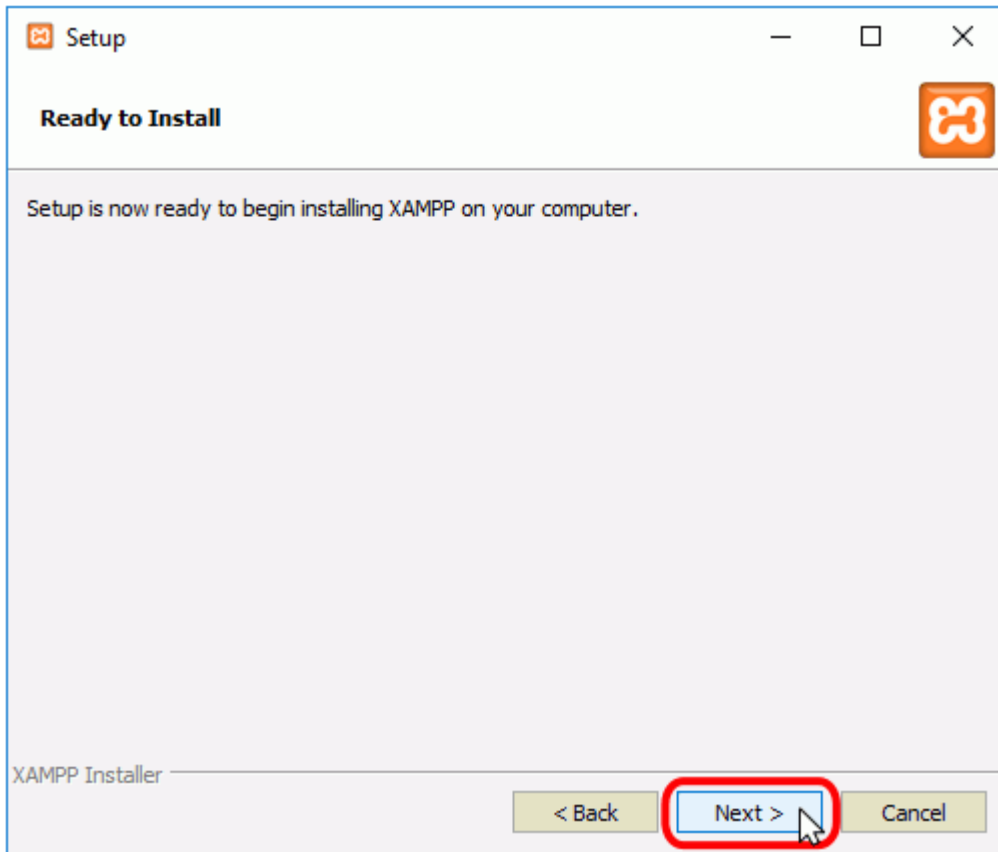 Setup
Ready to Install
Setup is now ready to begin installing XAMPP on your computer.
XAMPP Installer
< Back Next > Cancel